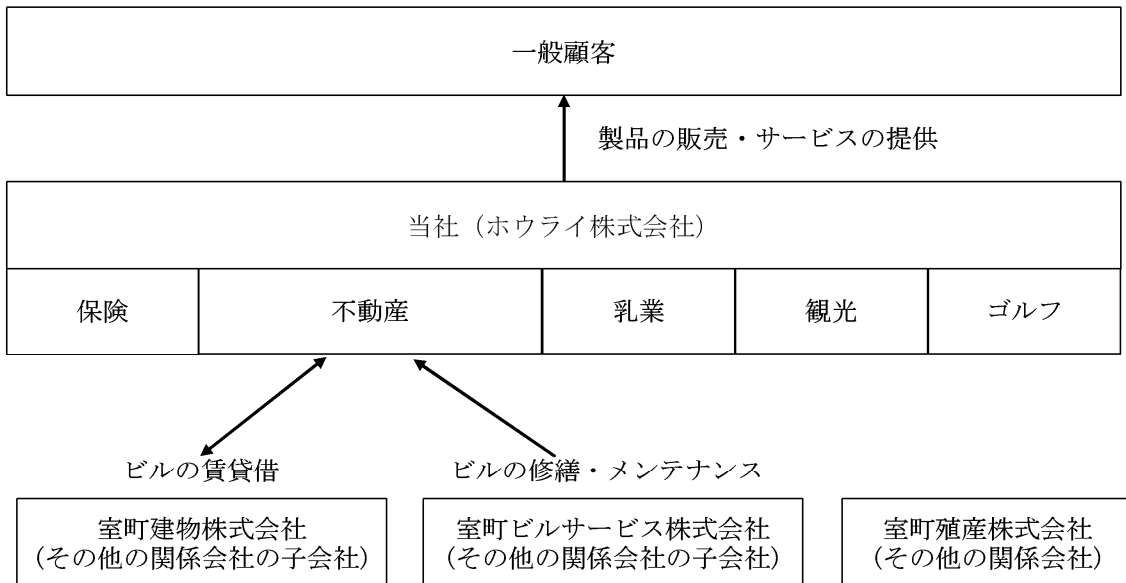 一般顧客
製品の販売・サービスの提供
当社（ホウライ株式会社）
保険
不動産
乳業
観光
ゴルフ
ビルの賃貸借
ビルの修繕・メンテナンス
室町建物株式会社
（その他の関係会社の子会社）
室町ビルサービス株式会社
（その他の関係会社の子会社）
室町殖産株式会社
（その他の関係会社）